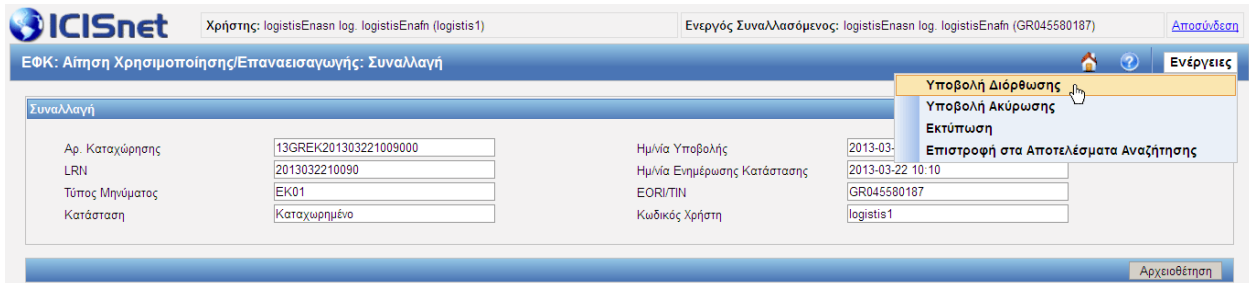 ICISnet Χρήστης: logistisEnasn log. logistisEnafn (logistis1) Ενεργός Συναλλασόμενος: logistisEnasn log. logistisEnafn (GR045580187) Αποσύνδεση
ΕΦΚ: Αίτηση Χρησιμοποίησης/Επαναεισαγωγής: Συναλλαγή Ενέργειες
Υποβολή Διόρθωσης
Υποβολή Ακύρωσης
Εκτύπωση
Επιστροφή στα Αποτελέσματα Αναζήτησης
Συναλλαγή
Αρ. Καταχώρησης 13GREK201303221009000 Ημ/νία Υποβολής 2013-03-
LRN 2013032210090 Ημ/νία Ενημέρωσης Κατάστασης 2013-03-22 10:10
Τύπος Μηνύματος EK01 EORI/TIN GR045580187
Κατάσταση Καταχωρημένο Κωδικός Χρήστη logistis1
Αρχειοθέτηση